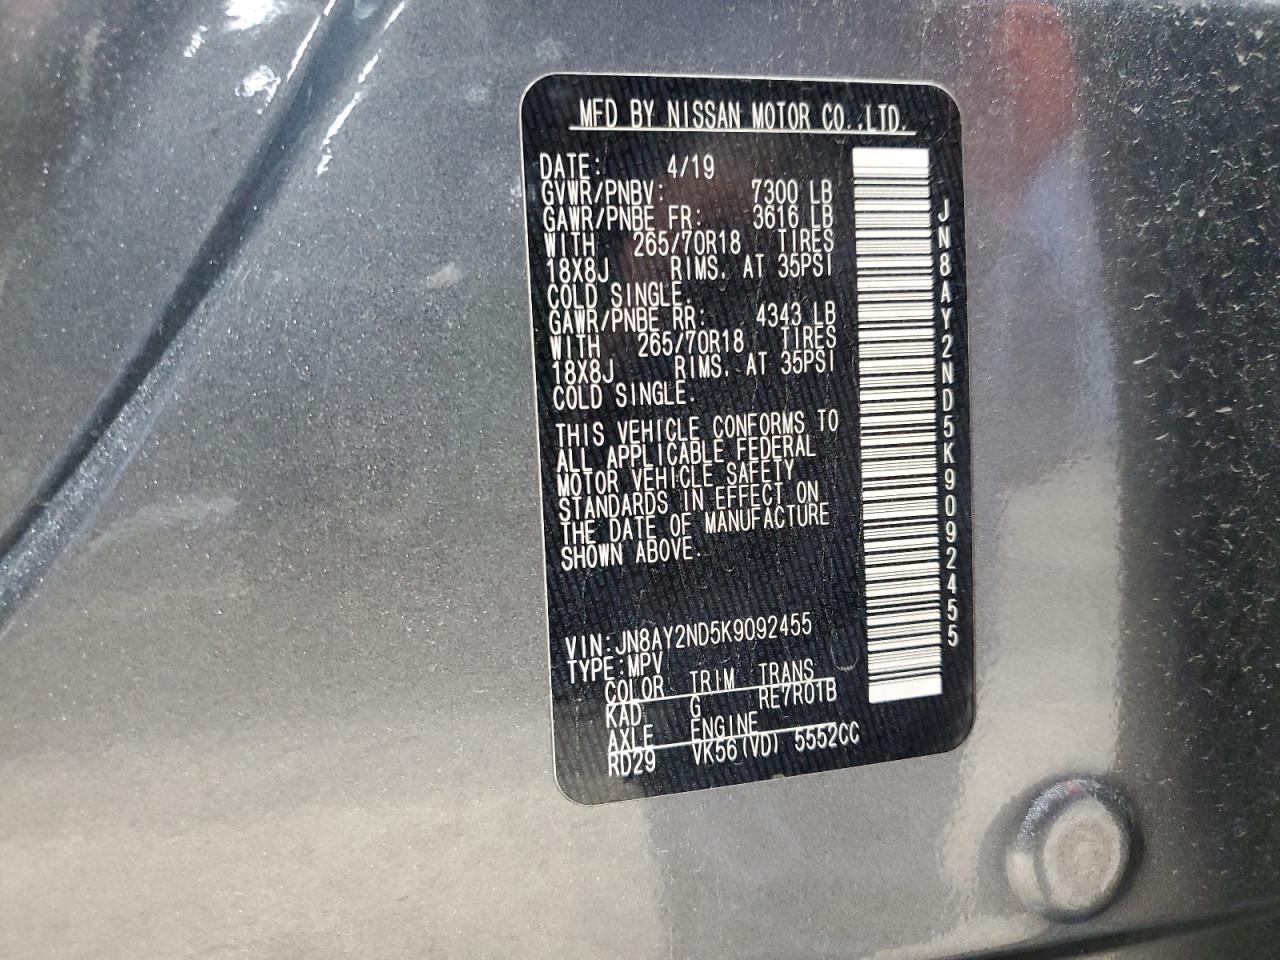 MFD BY NISSAN MOTOR CO.,LTD.
DATE: 4/19
GVWR/PNBV: 7300 LB
GAWR/PNBE FR: 3616 LB
WITH 265/70R18 TIRES
18X8J RIMS. AT 35PSI
COLD SINGLE.
GAWR/PNBE RR: 4343 LB
WITH 265/70R18 TIRES
18X8J RIMS. AT 35PSI
COLD SINGLE.
THIS VEHICLE CONFORMS TO
ALL APPLICABLE FEDERAL
MOTOR VEHICLE SAFETY
STANDARDS IN EFFECT ON
THE DATE OF MANUFACTURE
SHOWN ABOVE.
VIN:JN8AY2ND5K9092455
TYPE:MPV
COLOR TRIM TRANS
KAD G RE7R01B
AXLE ENGINE
RD29 VK56(VD) 5552CC
JN8AY2ND5K9092455